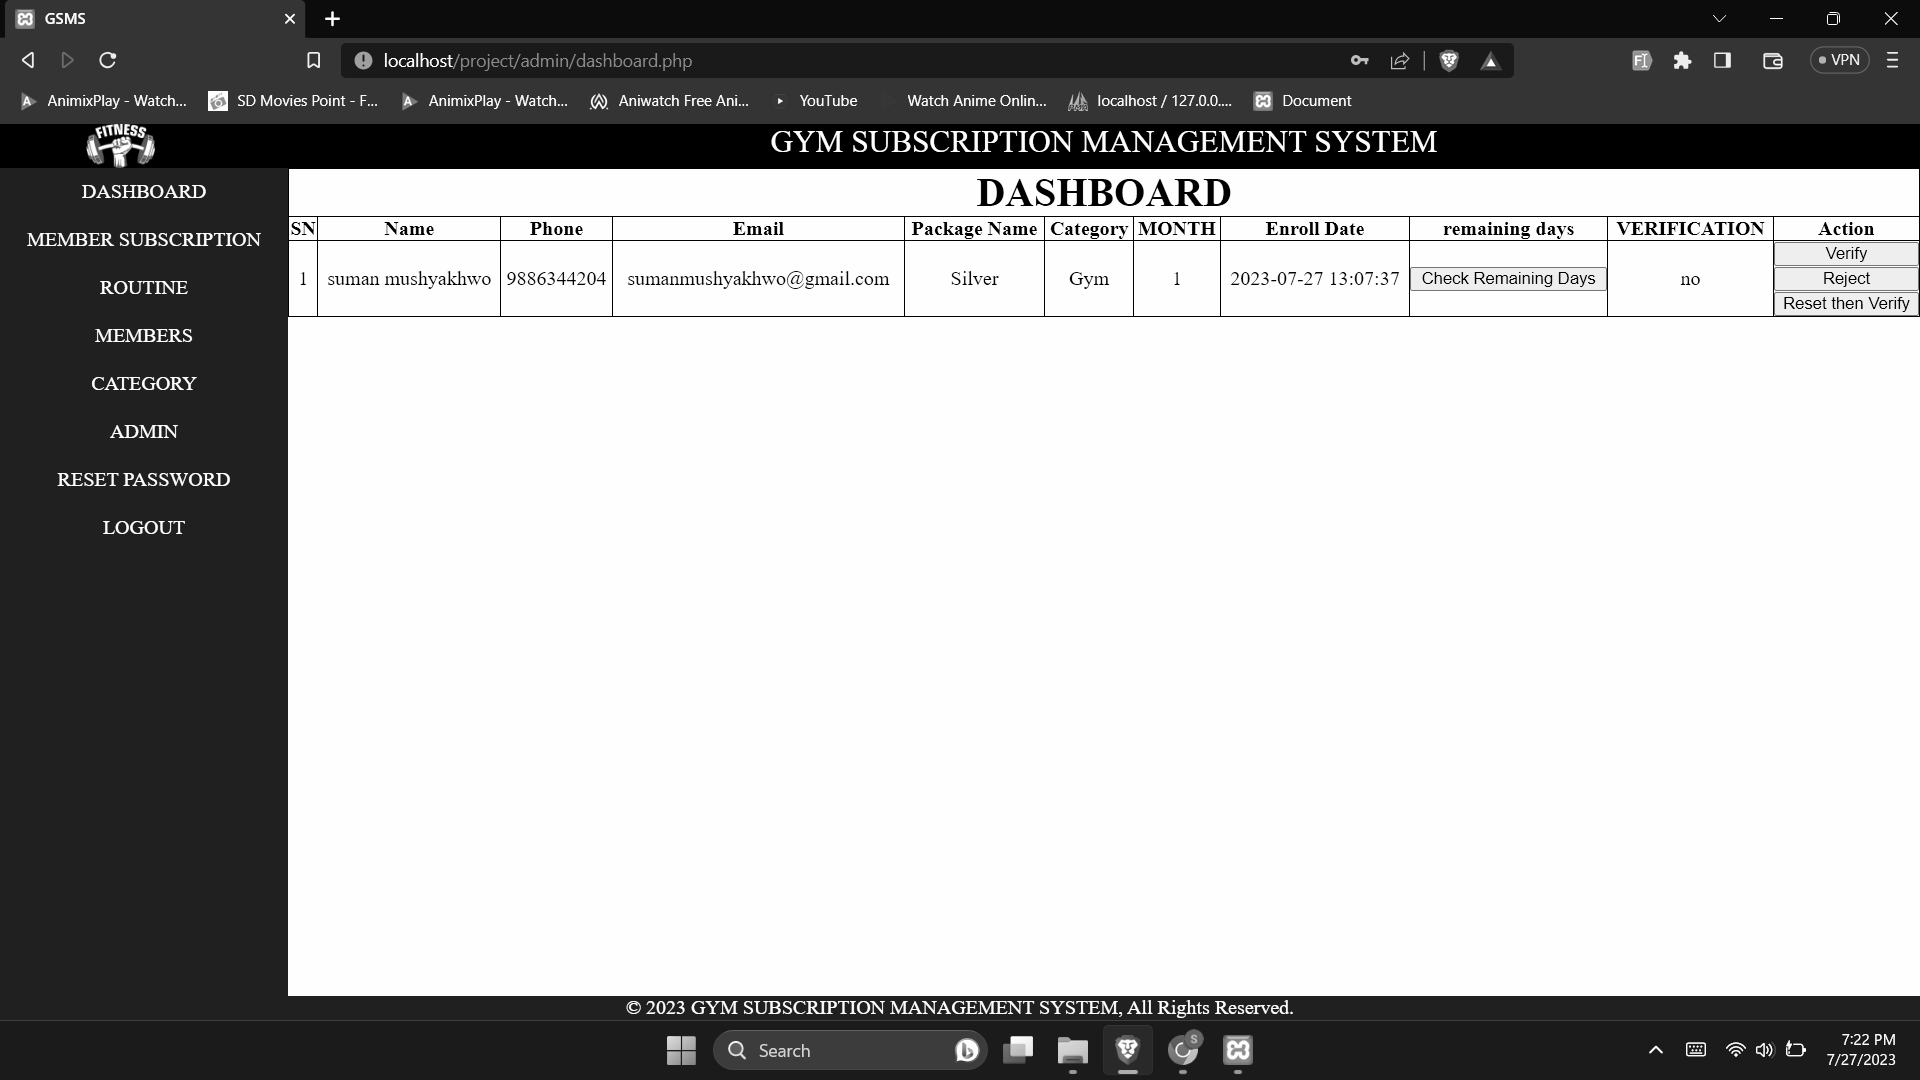 GSMS
localhost/project/admin/dashboard.php
VPN
AnimixPlay - Watch... SD Movies Point - F... AnimixPlay - Watch... Aniwatch Free Ani... YouTube Watch Anime Onlin... localhost / 127.0.0.... Document
FITNESS
GYM SUBSCRIPTION MANAGEMENT SYSTEM
DASHBOARD
MEMBER SUBSCRIPTION
ROUTINE
MEMBERS
CATEGORY
ADMIN
RESET PASSWORD
LOGOUT
DASHBOARD
SN Name Phone Email Package Name Category MONTH Enroll Date remaining days VERIFICATION Action
1 suman mushyakhwo 9886344204 sumanmushyakhwo@gmail.com Silver Gym 1 2023-07-27 13:07:37 Check Remaining Days no
Verify
Reject
Reset then Verify
© 2023 GYM SUBSCRIPTION MANAGEMENT SYSTEM, All Rights Reserved.
Search
S
7:22 PM
7/27/2023